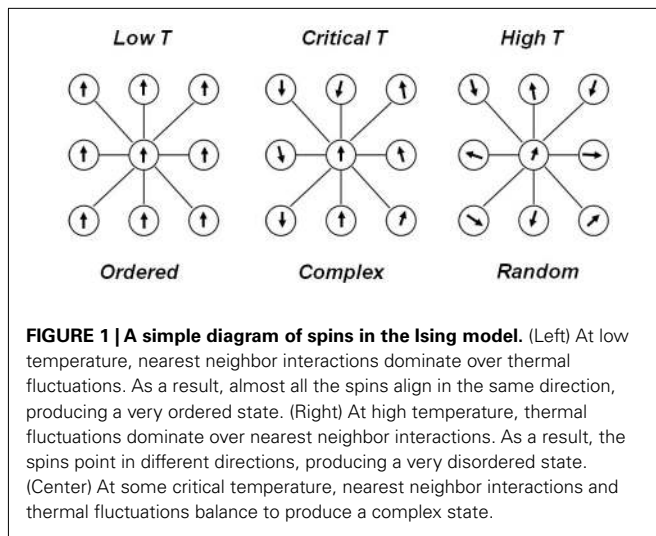 Low T Critical T High T
Ordered Complex Random
FIGURE 1 | A simple diagram of spins in the Ising model. (Left) At low
temperature, nearest neighbor interactions dominate over thermal
fluctuations. As a result, almost all the spins align in the same direction,
producing a very ordered state. (Right) At high temperature, thermal
fluctuations dominate over nearest neighbor interactions. As a result, the
spins point in different directions, producing a very disordered state.
(Center) At some critical temperature, nearest neighbor interactions and
thermal fluctuations balance to produce a complex state.